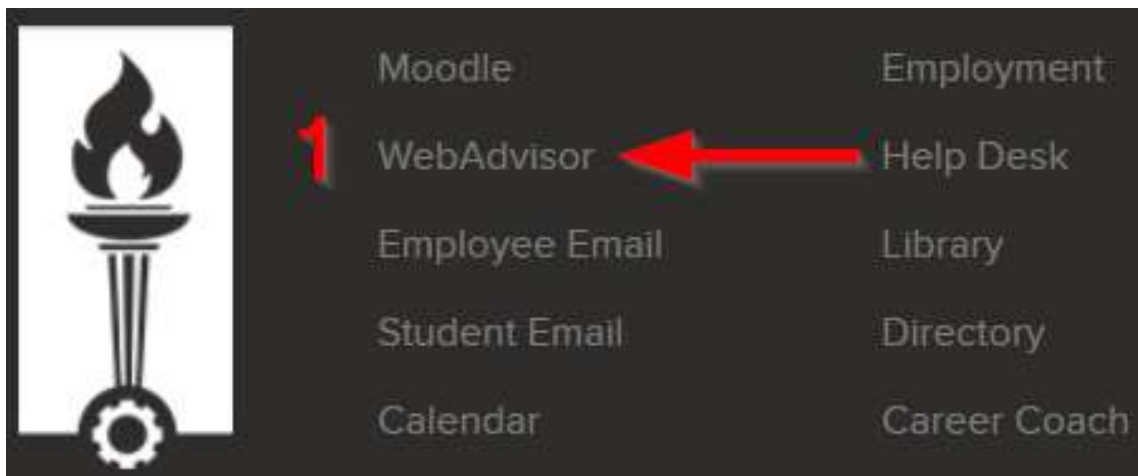 Moodle
Employment
1
WebAdvisor
Help Desk
Employee Email
Library
Student Email
Directory
Calendar
Career Coach